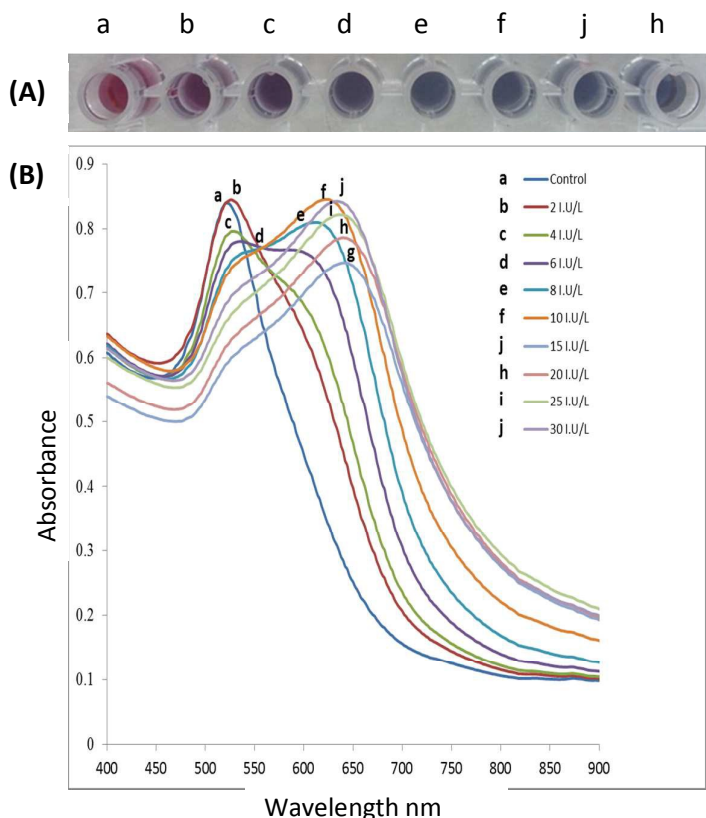 a b c d e f j h
(A)
(B)
0.9
0.8
0.7
0.6
0.5
0.4
0.3
0.2
0.1
0
Absorbance
a b c d e f i j h g
a Control
b 2 I.U/L
c 4 I.U/L
d 6 I.U/L
e 8 I.U/L
f 10 I.U/L
j 15 I.U/L
h 20 I.U/L
i 25 I.U/L
j 30 I.U/L
400 450 500 550 600 650 700 750 800 850 900
Wavelength nm